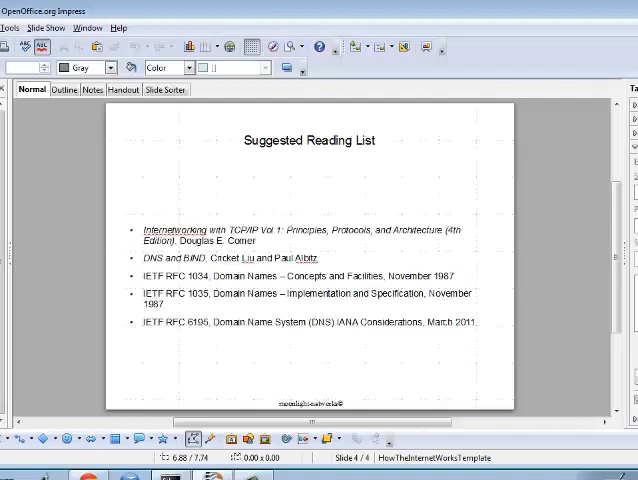 OpenOffice.org Impress
Tools Slide Show Window Help
Gray Color
Normal Outline Notes Handout Slide Sorter
Ta
Suggested Reading List
• Internetworking with TCP/IP Vol 1: Principles, Protocols, and Architecture (4th
Edition), Douglas E. Comer
• DNS and BIND, Cricket Liu and Paul Albitz
• IETF RFC 1034, Domain Names – Concepts and Facilities, November 1987
• IETF RFC 1035, Domain Names – Implementation and Specification, November
1987
• IETF RFC 6195, Domain Name System (DNS) IANA Considerations, March 2011
moonlight-networks©
6.88 / 7.74 0.00 x 0.00 Slide 4 / 4 HowTheInternetWorksTemplate